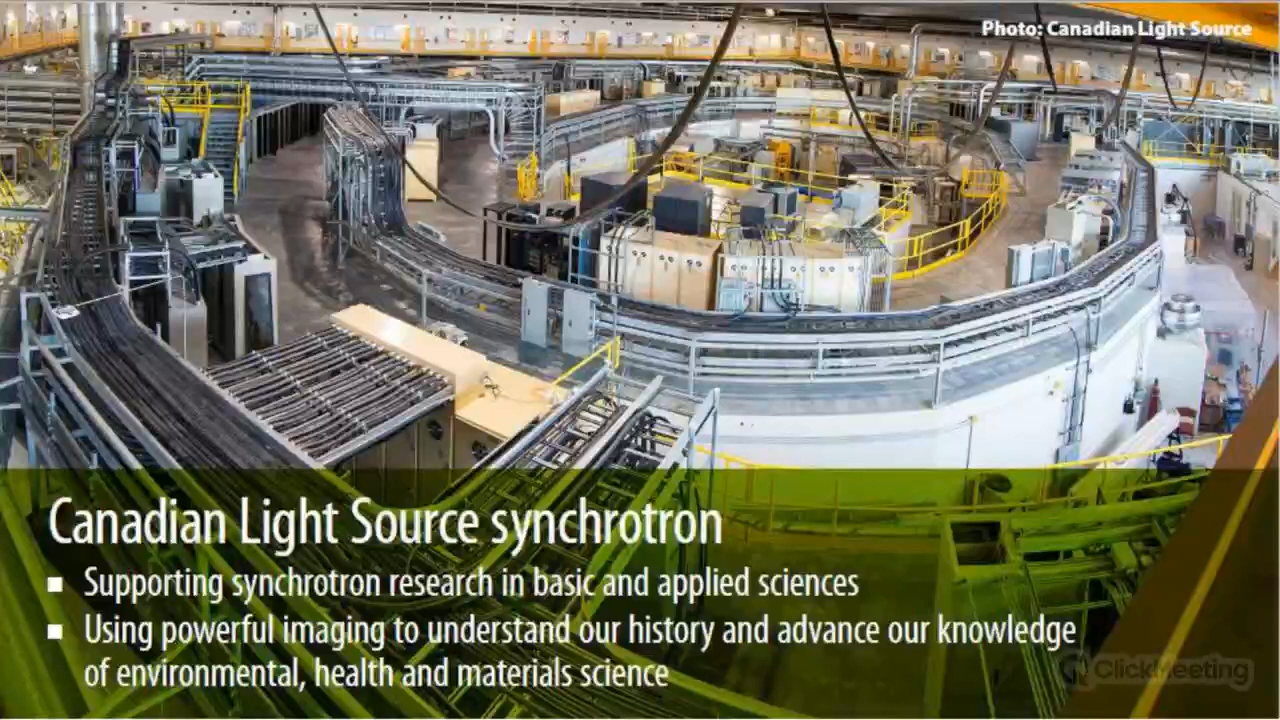 Photo: Canadian Light Source
Canadian Light Source synchrotron
▪ Supporting synchrotron research in basic and applied sciences
▪ Using powerful imaging to understand our history and advance our knowledge
of environmental, health and materials science
ClickMeeting